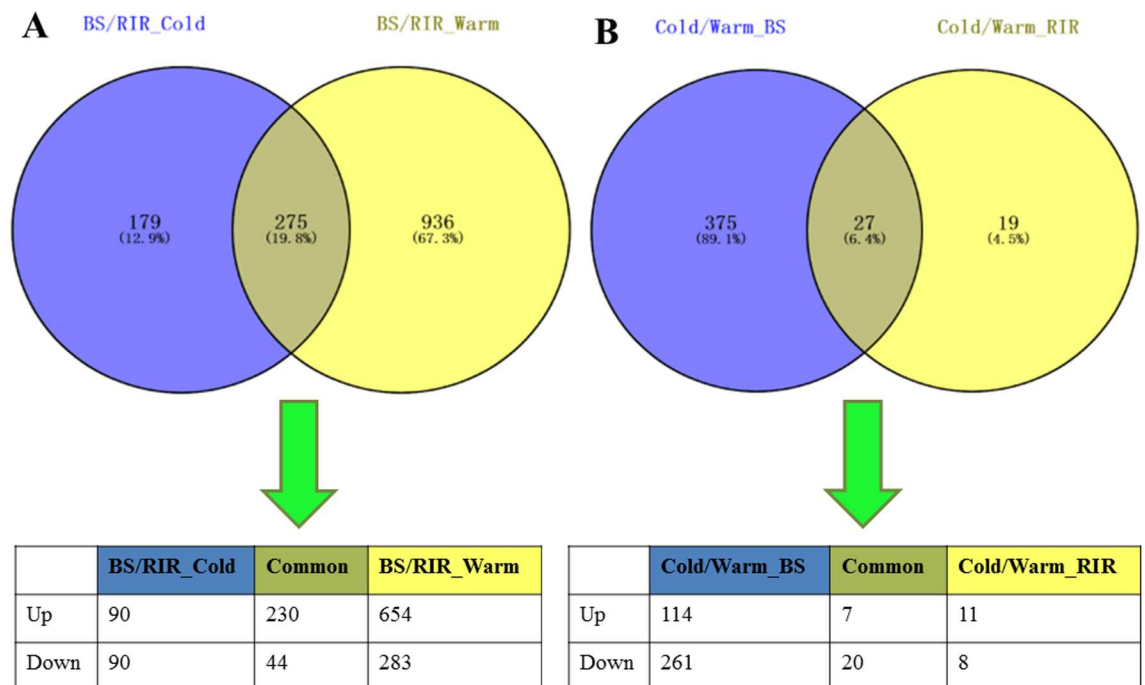 A BS/RIR_Cold BS/RIR_Warm
179 275 936
(12.9%) (19.8%) (67.3%)
BS/RIR_Cold Common BS/RIR_Warm
Up 90 230 654
Down 90 44 283
B Cold/Warm_BS Cold/Warm_RIR
375 27 19
(89.1%) (6.4%) (4.5%)
Cold/Warm_BS Common Cold/Warm_RIR
Up 114 7 11
Down 261 20 8